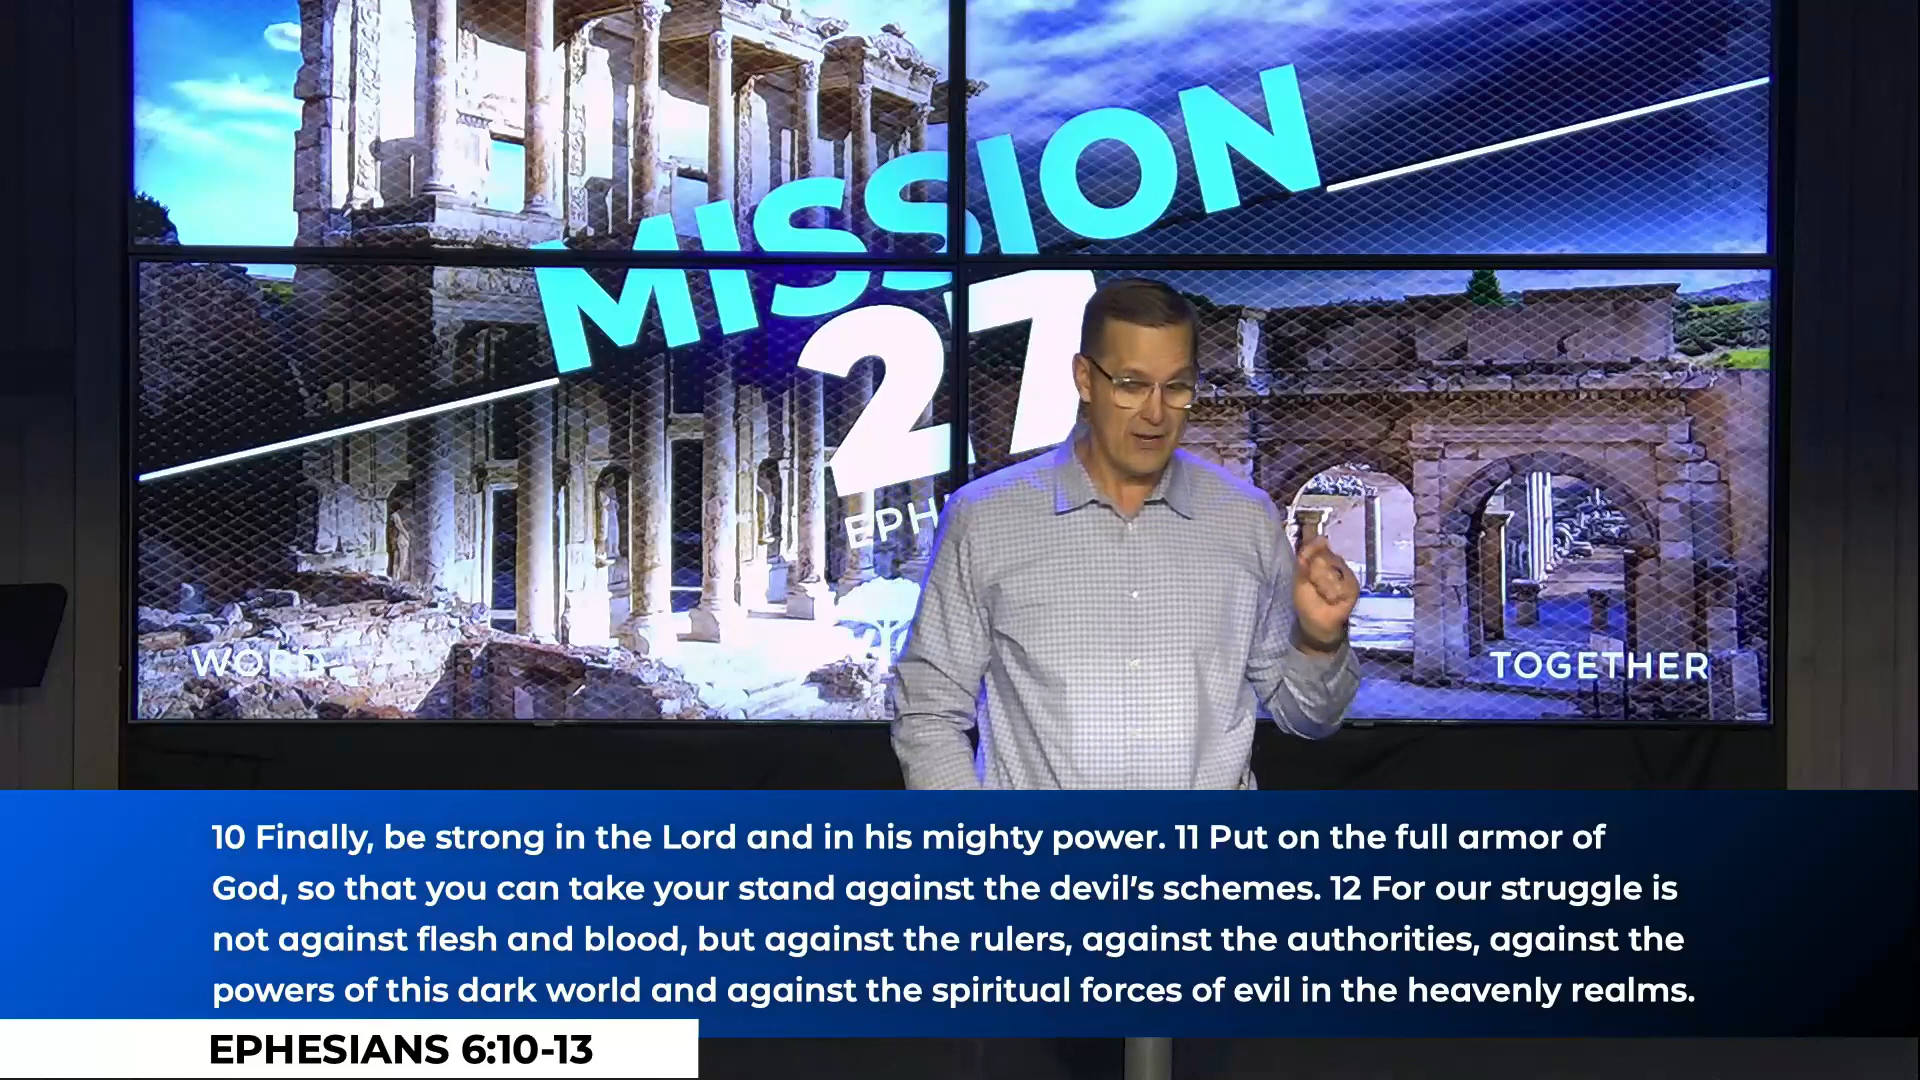 MISSION
27
EPH
WORD
TOGETHER
10 Finally, be strong in the Lord and in his mighty power. 11 Put on the full armor of
God, so that you can take your stand against the devil’s schemes. 12 For our struggle is
not against flesh and blood, but against the rulers, against the authorities, against the
powers of this dark world and against the spiritual forces of evil in the heavenly realms.
EPHESIANS 6:10-13